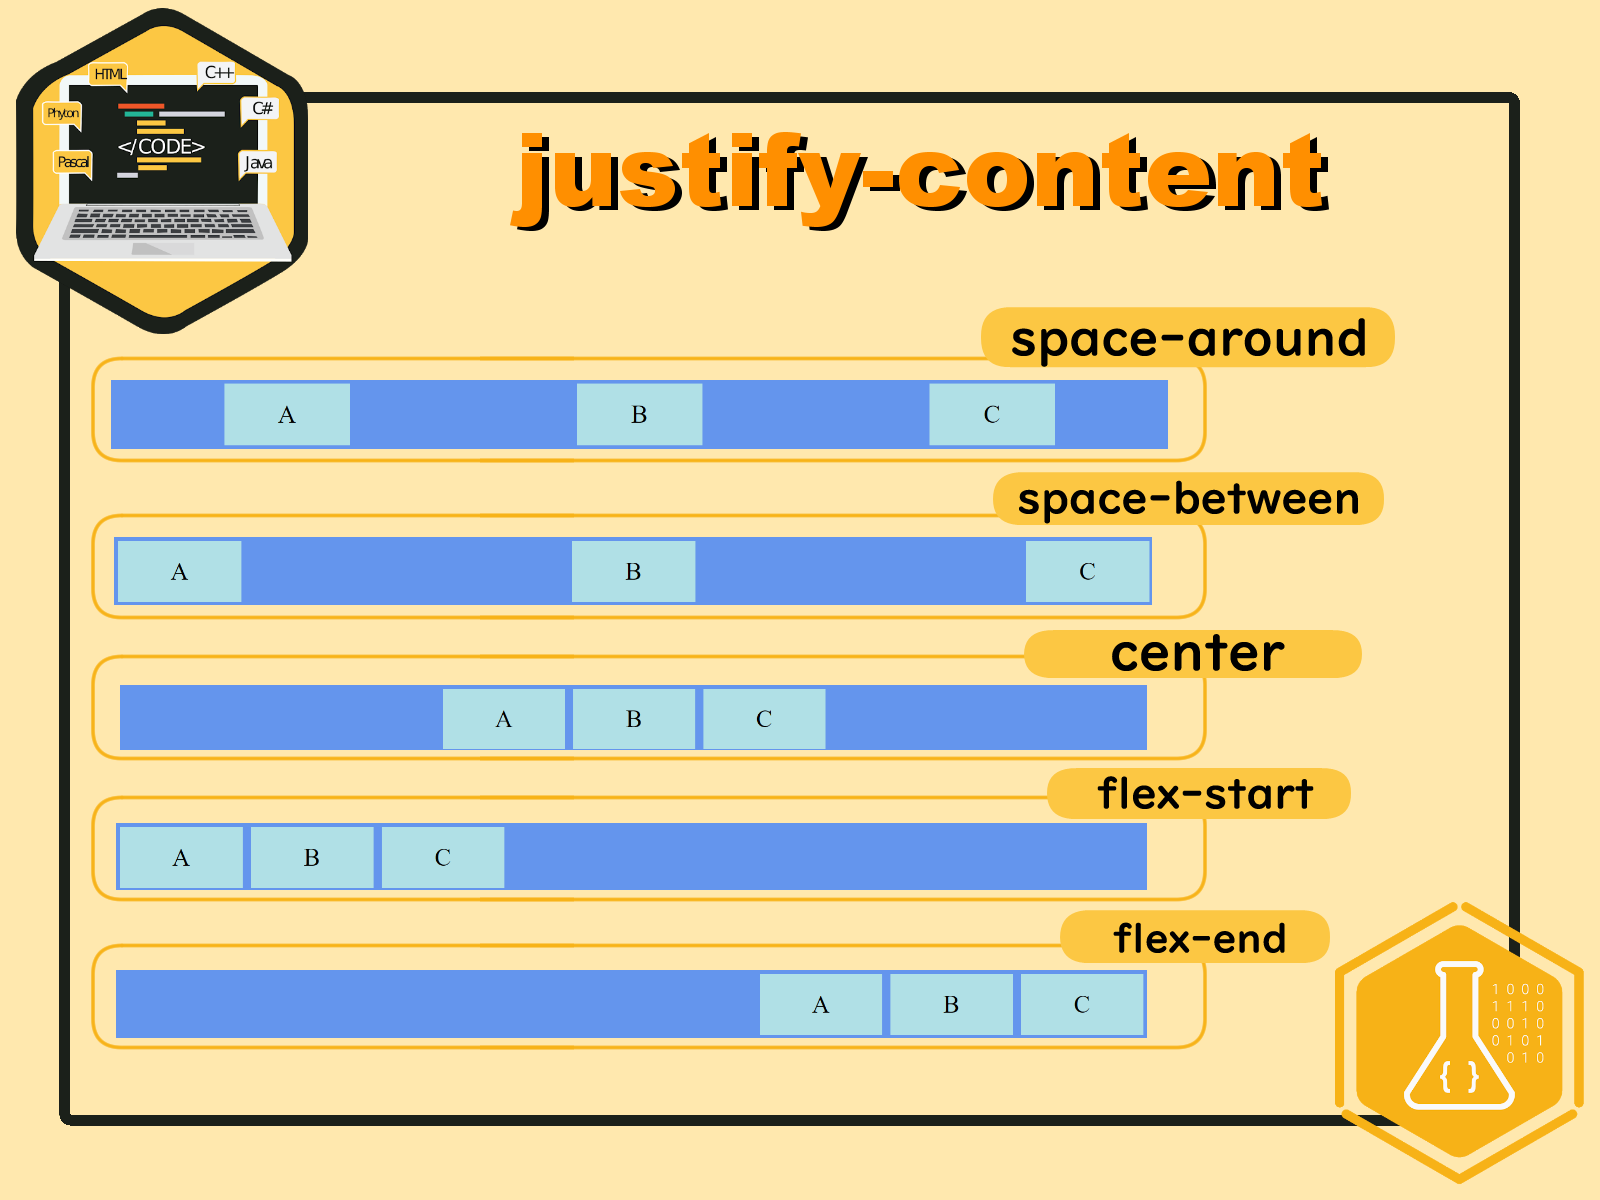 HTML
C++
Phyton
C#
</CODE>
Pascal
Java
justify-content
space-around
A B C
space-between
A B C
center
A B C
flex-start
A B C
flex-end
A B C
1 0 0 0
1 1 1 0
0 0 1 0
0 1 0 1
0 1 0
{ }